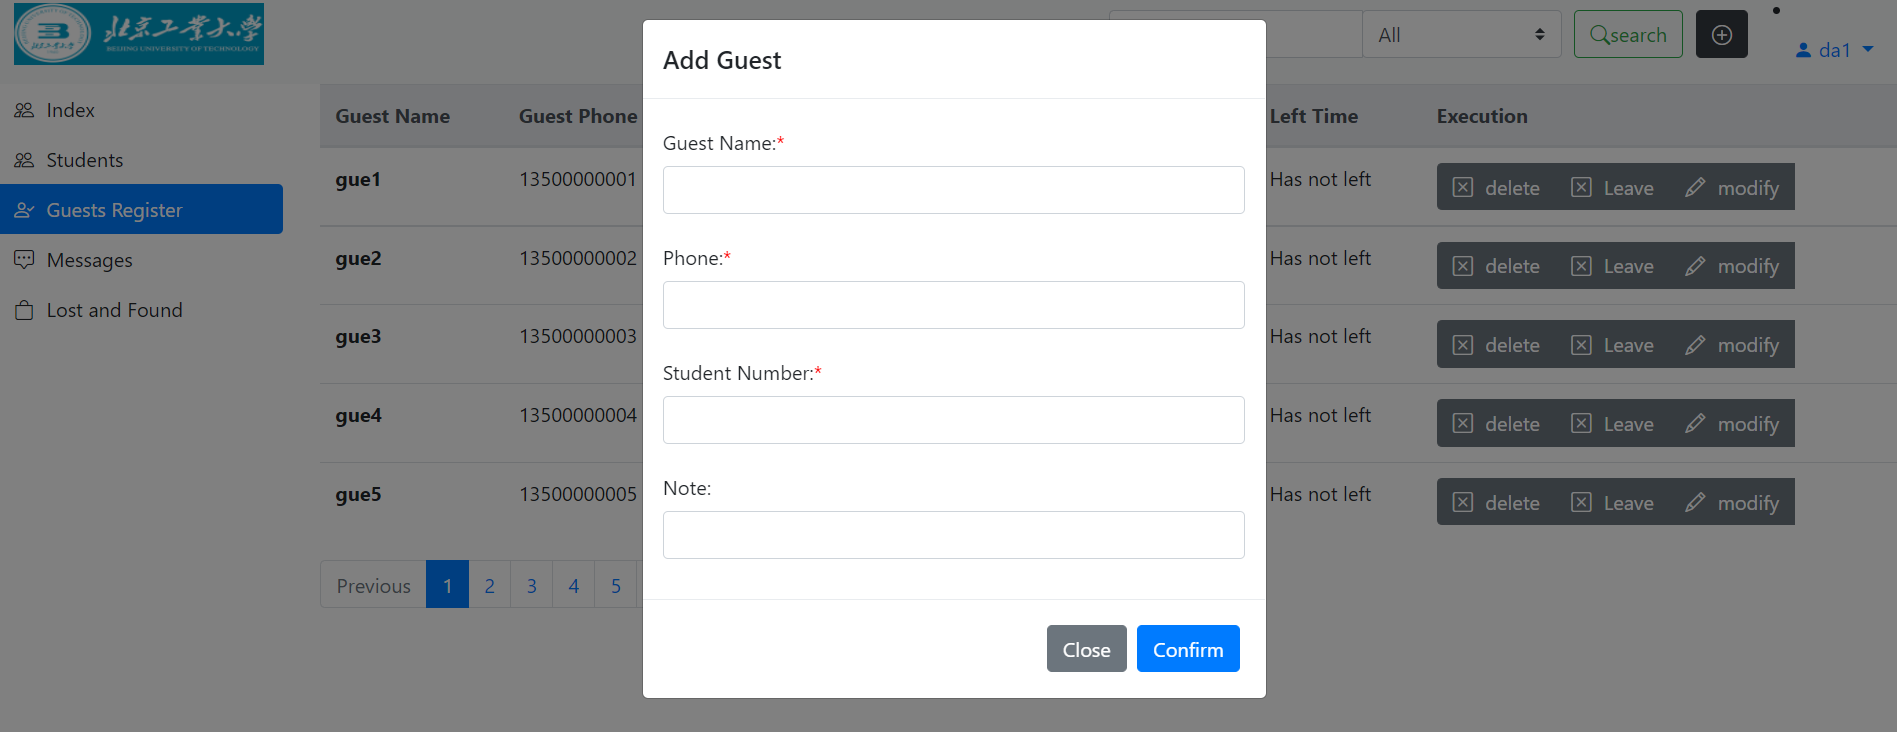 北京工业大学
BEIJING UNIVERSITY OF TECHNOLOGY
All
search
da1
Index
Students
Guests Register
Messages
Lost and Found
Guest Name Guest Phone Left Time Execution
gue1 13500000001 Has not left delete Leave modify
gue2 13500000002 Has not left delete Leave modify
gue3 13500000003 Has not left delete Leave modify
gue4 13500000004 Has not left delete Leave modify
gue5 13500000005 Has not left delete Leave modify
Previous 1 2 3 4 5
Add Guest
Guest Name:*
Phone:*
Student Number:*
Note:
Close Confirm